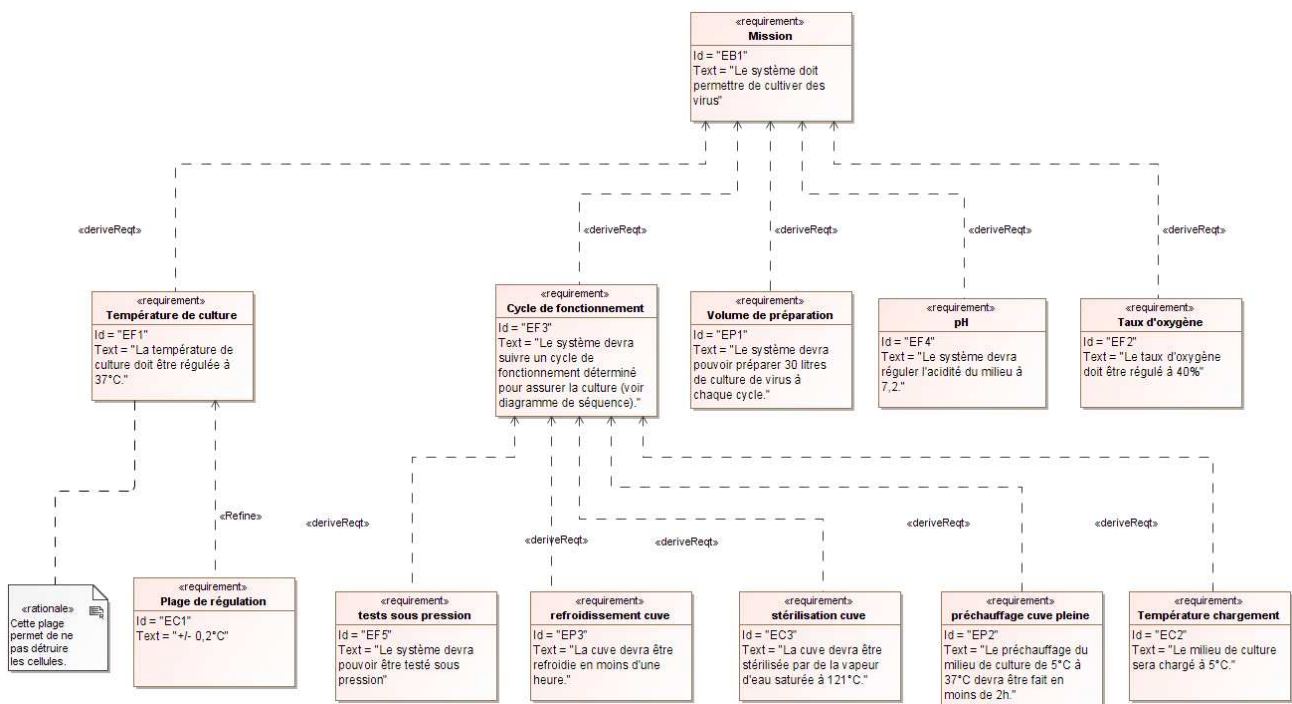 «requirement»
Mission
Id = "EB1"
Text = "Le système doit
permettre de cultiver des
virus"
«deriveReqt»
«deriveReqt»
«deriveReqt»
«deriveReqt»
«deriveReqt»
«requirement»
Température de culture
Id = "EF1"
Text = "La température de
culture doit être régulée à
37°C."
«requirement»
Cycle de fonctionnement
Id = "EF3"
Text = "Le système devra
suivre un cycle de
fonctionnement déterminé
pour assurer la culture (voir
diagramme de séquence)."
«requirement»
Volume de préparation
Id = "EP1"
Text = "Le système devra
pouvoir préparer 30 litres
de culture de virus à
chaque cycle."
«requirement»
pH
Id = "EF4"
Text = "Le système devra
réguler l'acidité du milieu à
7,2."
«requirement»
Taux d'oxygène
Id = "EF2"
Text = "Le taux d'oxygène
doit être régulé à 40%"
«Refine»
«deriveReqt»
«deriveReqt»
«deriveReqt»
«deriveReqt»
«deriveReqt»
«rationale»
Cette plage
permet de ne
pas détruire
les cellules.
«requirement»
Plage de régulation
Id = "EC1"
Text = "+/- 0,2°C"
«requirement»
tests sous pression
Id = "EF5"
Text = "Le système devra
pouvoir être testé sous
pression"
«requirement»
refroidissement cuve
Id = "EP3"
Text = "La cuve devra être
refroidie en moins d'une
heure."
«requirement»
stérilisation cuve
Id = "EC3"
Text = "La cuve devra être
stérilisée par de la vapeur
d'eau saturée à 121°C."
«requirement»
préchauffage cuve pleine
Id = "EP2"
Text = "Le préchauffage du
milieu de culture de 5°C à
37°C devra être fait en
moins de 2h."
«requirement»
Température chargement
Id = "EC2"
Text = "Le milieu de culture
sera chargé à 5°C."